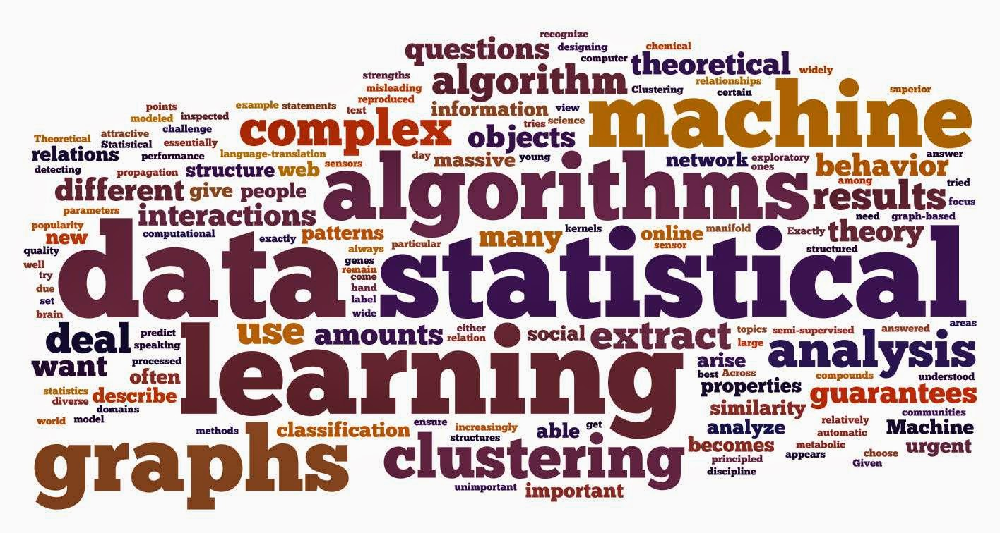 recognize
questions designing chemical
computer theoretical widely
strengths algorithm relationships
misleading Clustering certain machine superior
reproduced
points example statements text information view
modeled inspected complex tries science
Theoretical attractive challenge objects
Statistical essentially
relations performance language-translation day massive young network exploratory answer
detecting propagation structure web sensors algorithms ones behavior
different give people among results tried
parameters interactions need graph-based focus
popularity
new computational exactly patterns many kernels online manifold Exactly theory
quality always particular sensor structured
well data genes statistical
try remain
due come
set hand
brain label
wide
deal predict use amounts either social extract topics semi-supervised answered areas
speaking relation large analysis
want processed learning arise
often best Across compounds understood
statistics describe properties guarantees
diverse
domains similarity communities
world model methods classification ensure increasingly able get analyze relatively Machine
structures automatic
graphs clustering becomes metabolic urgent
principled appears choose
Given
discipline
unimportant important